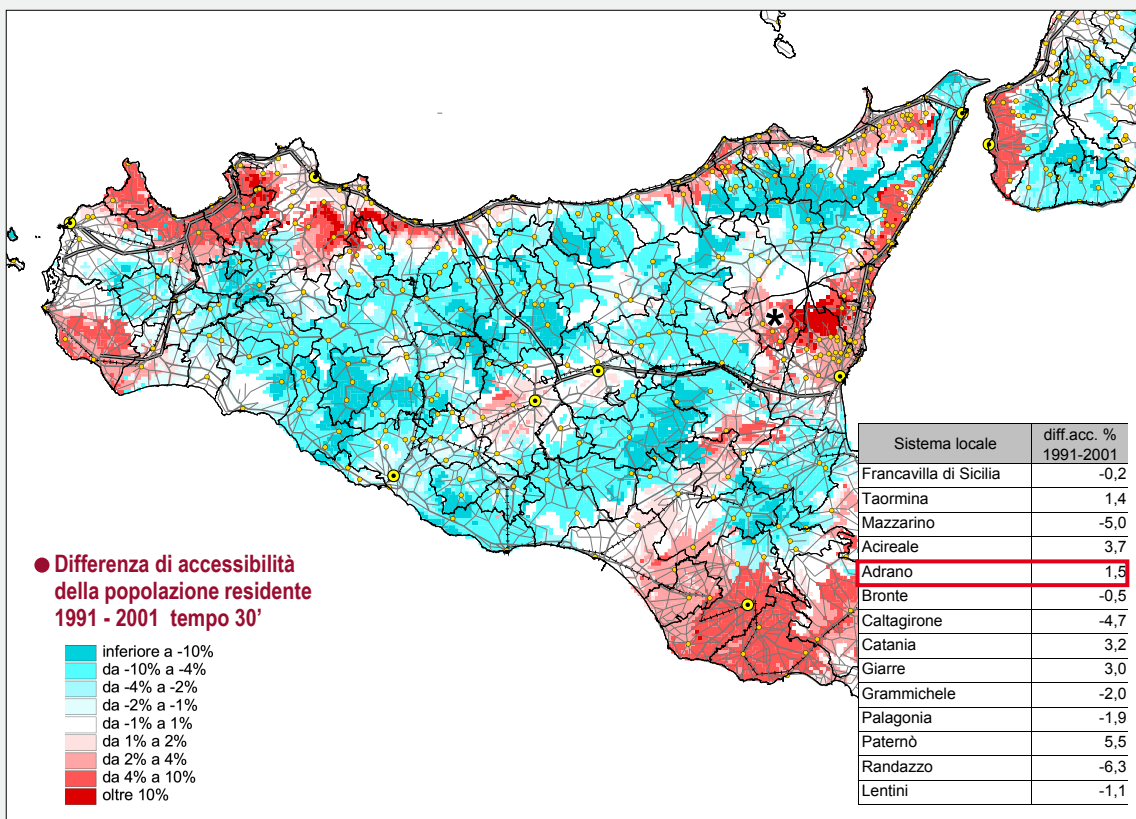 Sistema locale diff.acc. % 1991-2001
Francavilla di Sicilia -0,2
Taormina 1,4
Mazzarino -5,0
Acireale 3,7
Adrano 1,5
Bronte -0,5
Caltagirone -4,7
Catania 3,2
Giarre 3,0
Grammichele -2,0
Palagonia -1,9
Paternò 5,5
Randazzo -6,3
Lentini -1,1
Differenza di accessibilità
della popolazione residente
1991 - 2001 tempo 30’
inferiore a -10%
da -10% a -4%
da -4% a -2%
da -2% a -1%
da -1% a 1%
da 1% a 2%
da 2% a 4%
da 4% a 10%
oltre 10%